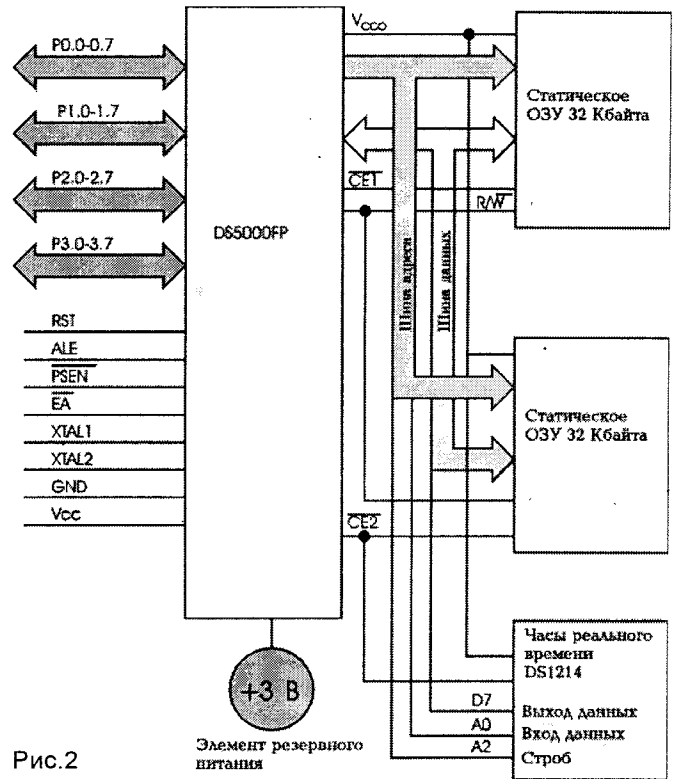 P0.0-0.7
P1.0-1.7
P2.0-2.7
P3.0-3.7
RST
ALE
PSEN
EA
XTAL1
XTAL2
GND
Vcc
DS5000FP
VCCO
CE1
R/W
CE2
Шина адреса
Шина данных
Статическое
ОЗУ 32 Кбайта
Статическое
ОЗУ 32 Кбайта
Часы реального
времени
DS1214
D7
Выход данных
A0
Вход данных
A2
Строб
+3 В
Элемент резервного
питания
Рис.2